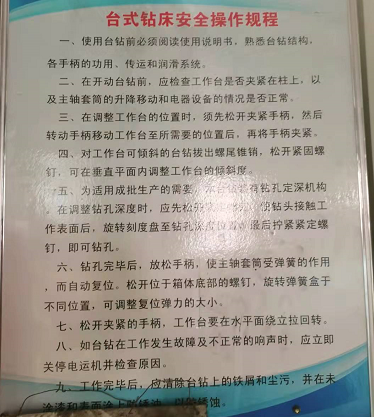 台式钻床安全操作规程
一、使用台钻前必须阅读使用说明书，熟悉台钻结构，
各手柄的功用、传运和润滑系统。
二、在开动台钻前，应检查工作台是否夹紧在柱上，以
及主轴套筒的升降移动和电器设备的情况是否正常。
三、在调整工作台的位置时，须先松开夹紧手柄，然后
转动手柄移动工作台至所需要的位置后，再将手柄夹紧。
四、对工作台可倾斜的台钻拔出螺尾锥销，松开紧固螺
钉，可在垂直平面内调整工作台的倾斜度。
五、为适用成批生产的需要，本台钻装有钻孔定深机构
，在调整钻孔深度时，应先松开 使钻头接触工
作表面后，旋转刻度盘至钻孔深度位置，最后拧紧紧定螺
钉，即可钻孔。
六、钻孔完毕后，放松手柄，使主轴套筒受弹簧的作用
，而自动复位。松开位于箱体底部的螺钉，旋转弹簧盒于
不同位置，可调整复位弹力的大小。
七、松开夹紧的手柄，工作台要在水平面绕立拉回转。
八、如台钻在工作发生故障及不正常的响声时，应立即
关停电运机并检查原因。
九、工作完毕后，应清除台钻上的铁屑和尘污，并在未
涂漆和表面涂上防锈油，以防锈蚀。